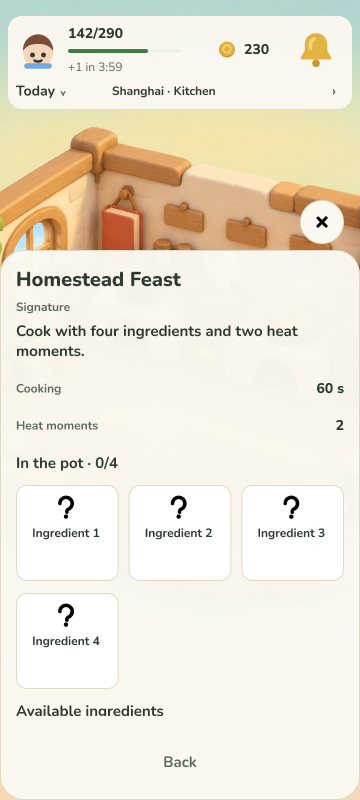 142/290
+1 in 3:59
230
Today
Shanghai · Kitchen
Homestead Feast
Signature
Cook with four ingredients and two heat
moments.
Cooking 60 s
Heat moments 2
In the pot · 0/4
?
Ingredient 1
?
Ingredient 2
?
Ingredient 3
?
Ingredient 4
Available ingredients
Back